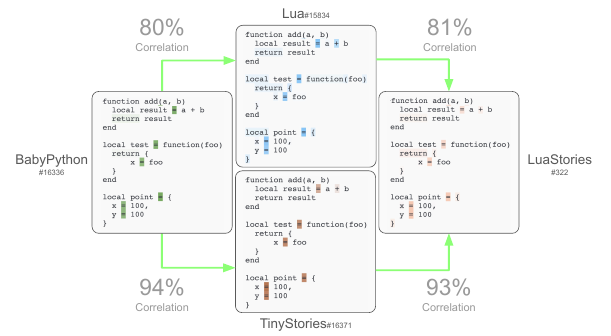 Lua#15834
80%
Correlation
81%
Correlation
function add(a, b)
local result = a + b
return result
end
local test = function(foo)
return {
x = foo
}
end
local point = {
x = 100,
y = 100
}
BabyPython
#16336
function add(a, b)
local result = a + b
return result
end
local test = function(foo)
return {
x = foo
}
end
local point = {
x = 100,
y = 100
}
function add(a, b)
local result = a + b
return result
end
local test = function(foo)
return {
x = foo
}
end
local point = {
x = 100,
y = 100
}
LuaStories
#322
function add(a, b)
local result = a + b
return result
end
local test = function(foo)
return {
x = foo
}
end
local point = {
x = 100,
y = 100
}
94%
Correlation
93%
Correlation
TinyStories#16371